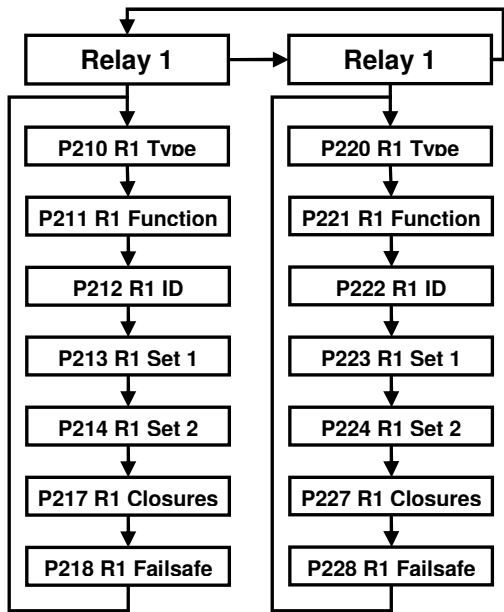 Relay 1
P210 R1 Type
P211 R1 Function
P212 R1 ID
P213 R1 Set 1
P214 R1 Set 2
P217 R1 Closures
P218 R1 Failsafe
Relay 1
P220 R1 Type
P221 R1 Function
P222 R1 ID
P223 R1 Set 1
P224 R1 Set 2
P227 R1 Closures
P228 R1 Failsafe